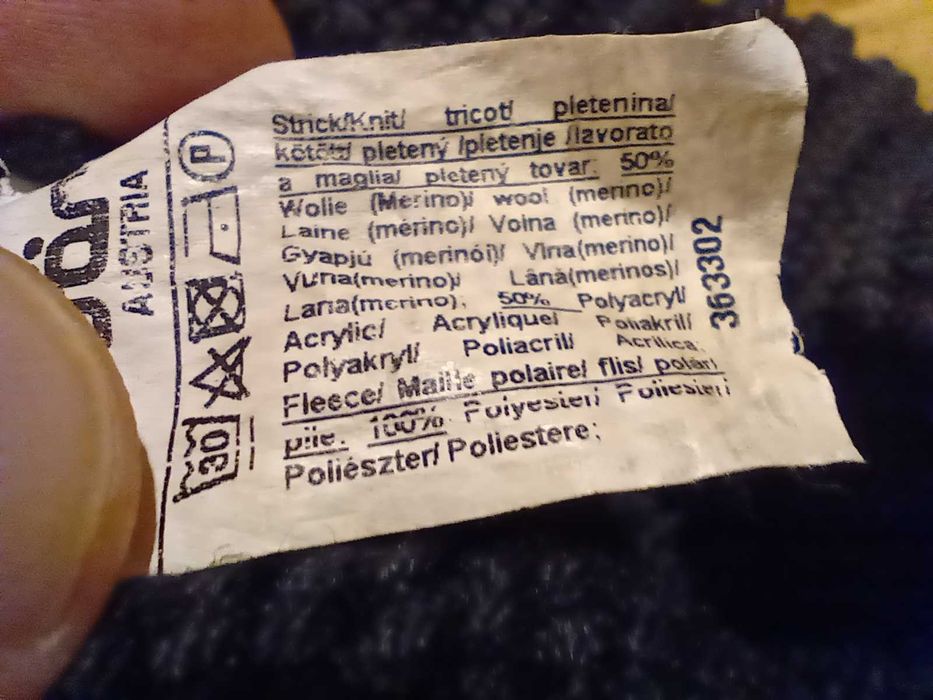 AUSTRIA
P
30
Strick/Knit/ tricot/ pletenina/
kötött/ pletený /pletenje /lavorato
a maglia/ pletený tovar: 50%
Wolle (Merino)/ wool (merino)/
Laine (mérino)/ Volna (merino)/
Gyapjú (merinói)/ Vlna(merino)/
Vuna(merino)/ Lână(merinos)/
Lana(merino); 50% Polyacryl/
Acrylic/ Acrylique/ Poliakril/
Polyakryl/ Poliacril/ Acrilica;
Fleece/ Maille polaire/ flis/ polár/
pile: 100% Polyester/ Poliester/
Poliészter/ Poliestere;
363302